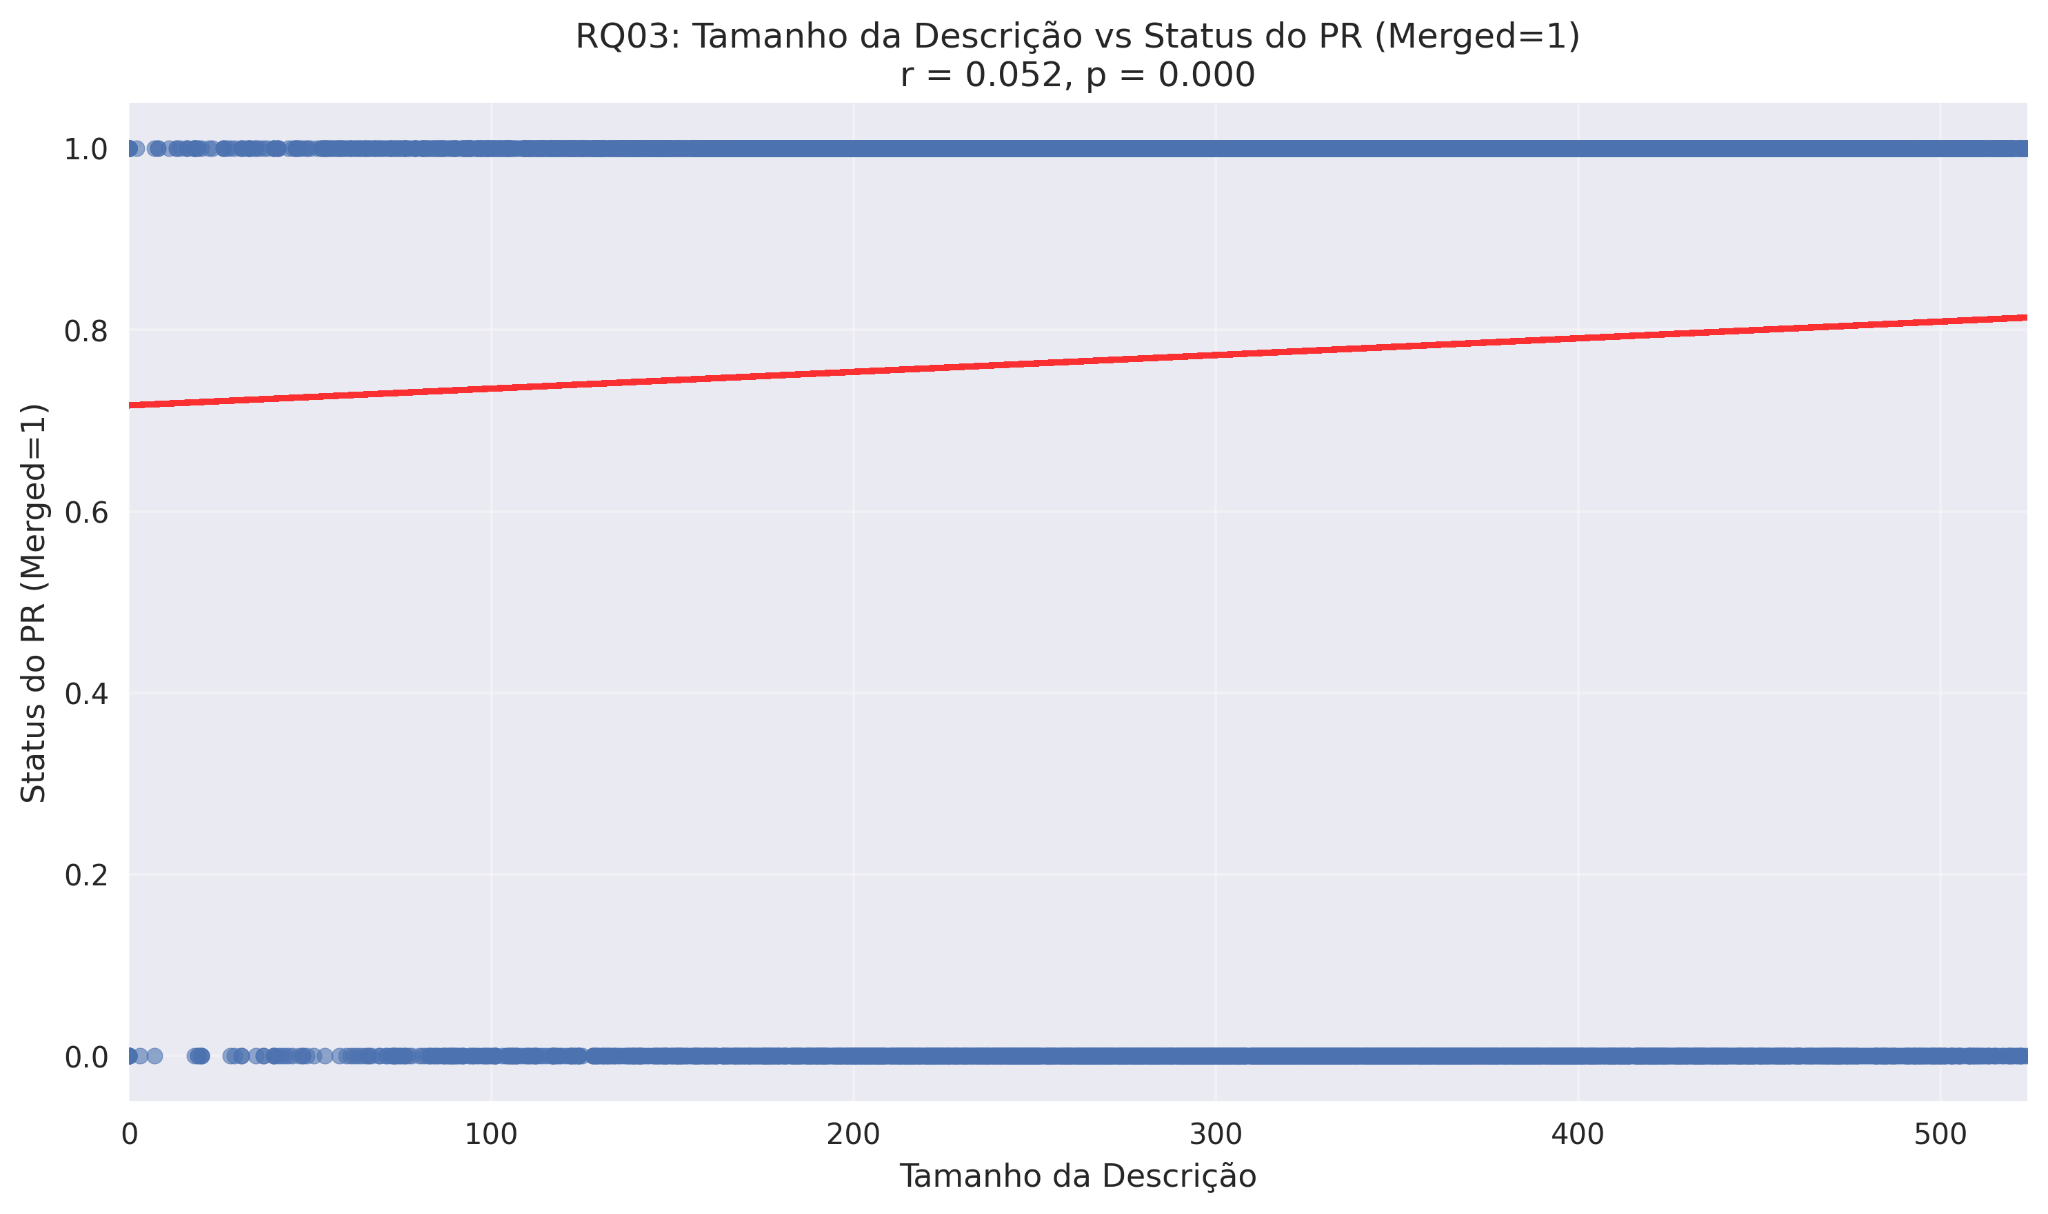 RQ03: Tamanho da Descrição vs Status do PR (Merged=1)
r = 0.052, p = 0.000
Status do PR (Merged=1)
1.0
0.8
0.6
0.4
0.2
0.0
0 100 200 300 400 500
Tamanho da Descrição